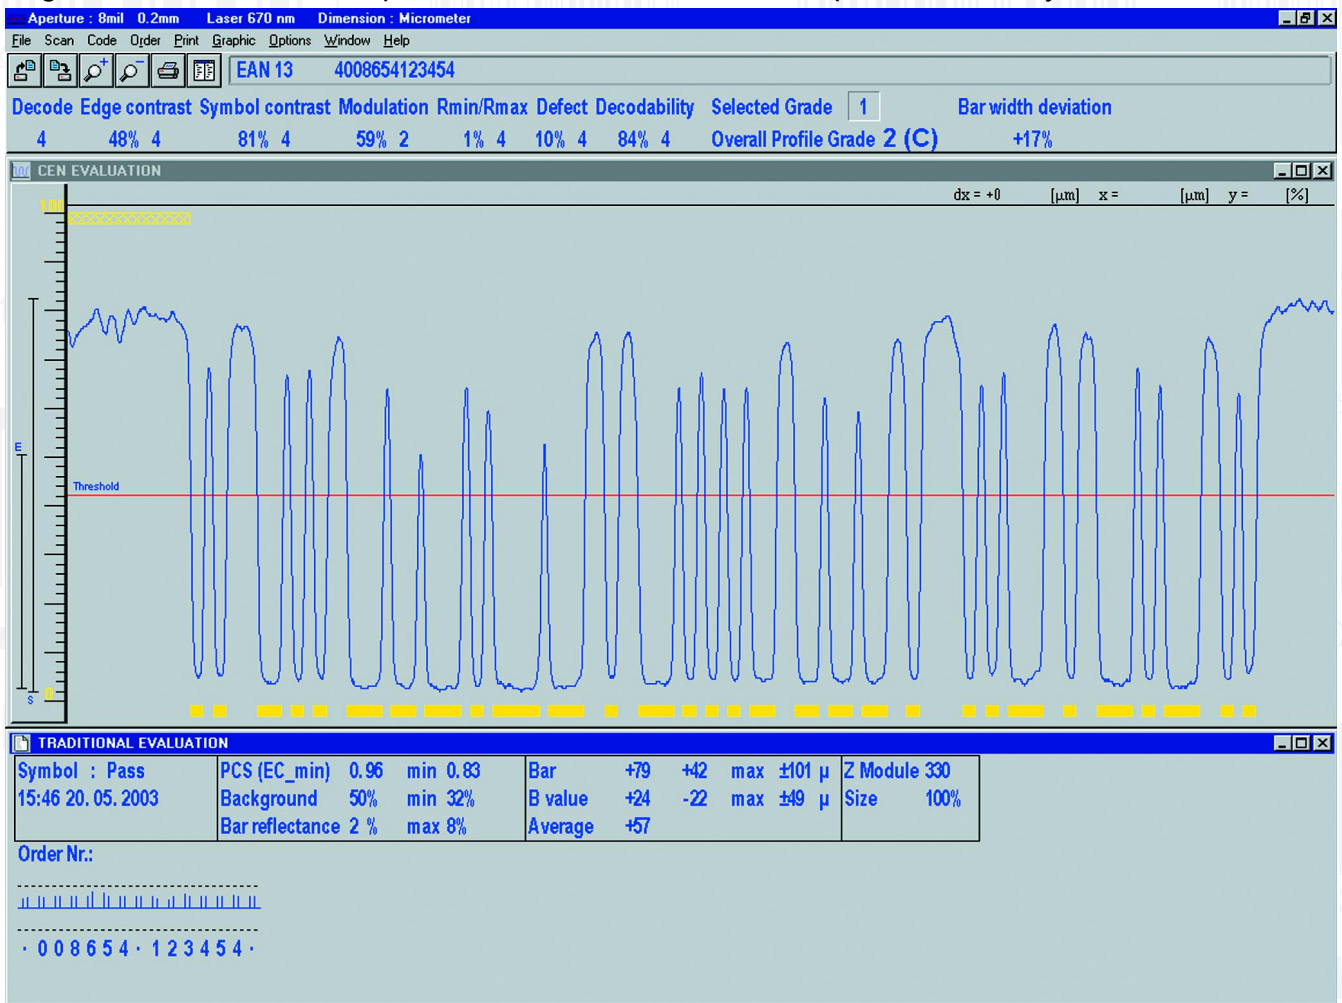 Aperture : 8mil 0.2mm Laser 670 nm Dimension : Micrometer
File Scan Code Order Print Graphic Options Window Help
EAN 13 4008654123454
Decode Edge contrast Symbol contrast Modulation Rmin/Rmax Defect Decodability Selected Grade 1 Bar width deviation
4 48% 4 81% 4 59% 2 1% 4 10% 4 84% 4 Overall Profile Grade 2 (C) +17%
CEN EVALUATION
dx = +0 [µm] x = [µm] y = [%]
100
E
Threshold
S 0
TRADITIONAL EVALUATION
Symbol : Pass PCS (EC_min) 0.96 min 0.83 Bar +79 +42 max ±101 µ Z Module 330
15:46 20. 05. 2003 Background 50% min 32% B value +24 -22 max ±49 µ Size 100%
Bar reflectance 2 % max 8% Average +57
Order Nr.:
· 0 0 8 6 5 4 · 1 2 3 4 5 4 ·